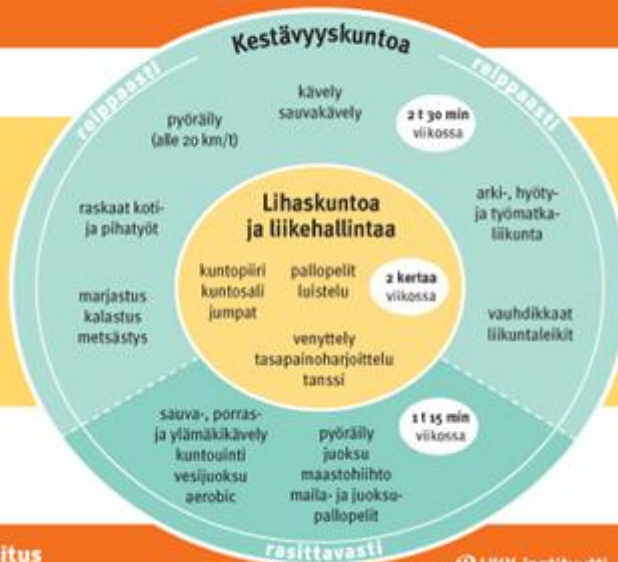 Kestävyyskuntoa
reippaasti
reippaasti
kävely
sauvakävely
pyöräily
(alle 20 km/t)
2 t 30 min
viikossa
raskaat koti-
ja pihatyöt
arki-, hyöty-
ja työmatka-
liikunta
marjastus
kalastus
metsästys
vauhdikkaat
liikuntaleikit
Lihaskuntoa
ja liikehallintaa
kuntopiiri
kuntosali
jumpat
pallopelit
luistelu
2 kertaa
viikossa
venyttely
tasapainoharjoittelu
tanssi
sauva-, porras-
ja ylämäkikävely
kuntouinti
vesijuoksu
aerobic
pyöräily
juoksu
maastohiihto
maila- ja juoksu-
pallopelit
1 t 15 min
viikossa
rasittavasti
itus